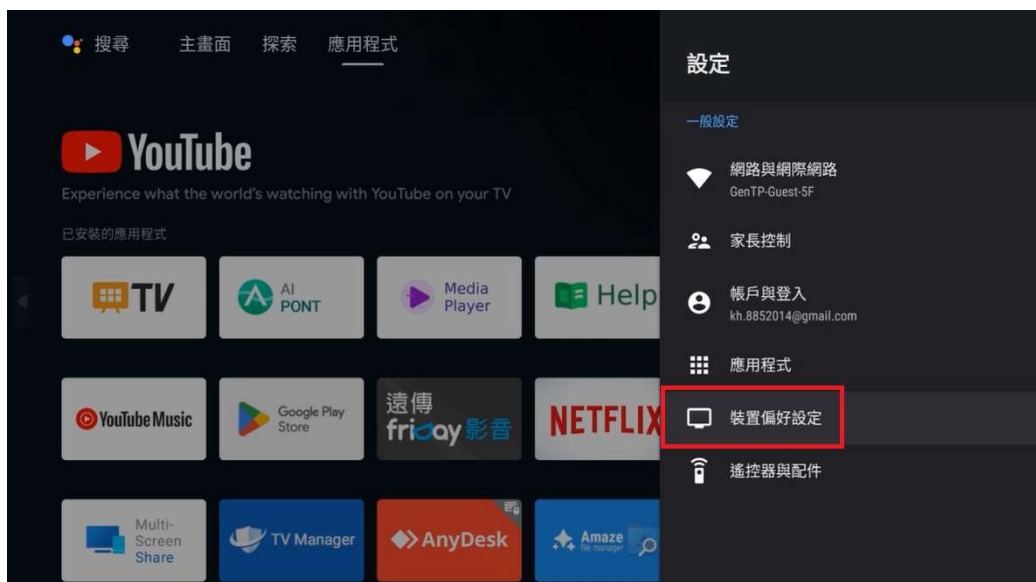 搜尋 主畫面 探索 應用程式
YouTube
Experience what the world's watching with YouTube on your TV
已安裝的應用程式
TV
AI
PONT
Media
Player
Help
YouTube Music
Google Play
Store
遠傳
friDay影音
NETFLIX
Multi-
Screen
Share
TV Manager
AnyDesk
Amaze
file manager
設定
一般設定
網路與網際網路
GenTP-Guest-5F
家長控制
帳戶與登入
kh.8852014@gmail.com
應用程式
裝置偏好設定
遙控器與配件